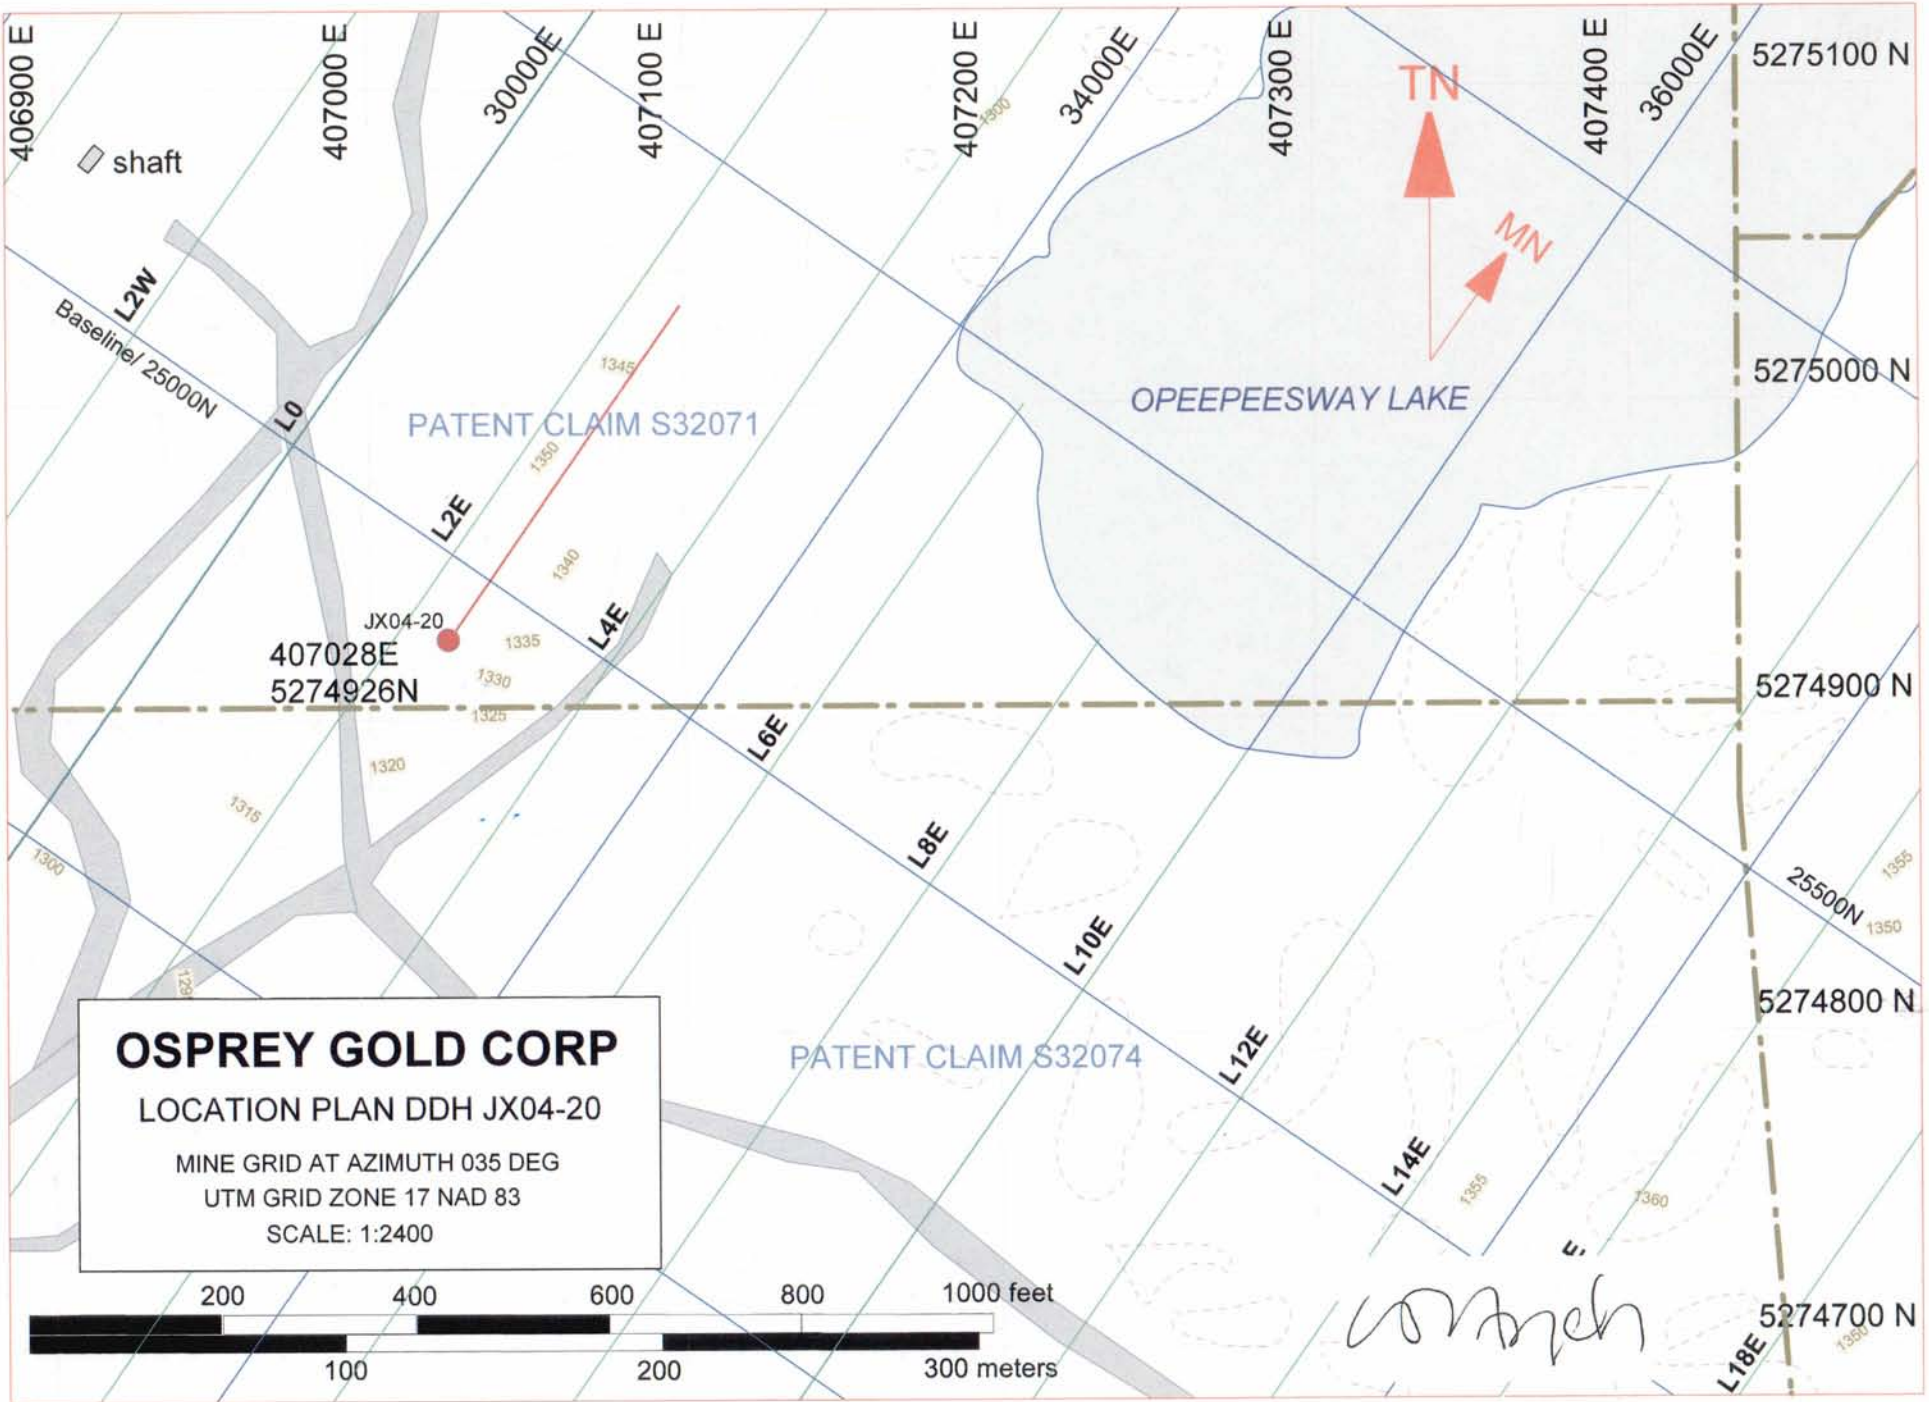 406900 E
407000 E
30000E
407100 E
407200 E
34000E
407300 E
407400 E
36000E
5275100 N
TN
MN
shaft
1300
L2W
Baseline/ 25000N
L0
1345
PATENT CLAIM S32071
1350
OPEEPEESWAY LAKE
5275000 N
L2E
1340
L4E
JX04-20
407028E
5274926N
1335
1330
1325
5274900 N
L6E
1320
1315
1300
L8E
25500N
1355
1350
L10E
5274800 N
PATENT CLAIM S32074
L12E
L14E
1355
1360
OSPREY GOLD CORP
LOCATION PLAN DDH JX04-20
MINE GRID AT AZIMUTH 035 DEG
UTM GRID ZONE 17 NAD 83
SCALE: 1:2400
200 400 600 800 1000 feet
100 200 300 meters
5274700 N
1350
L18E